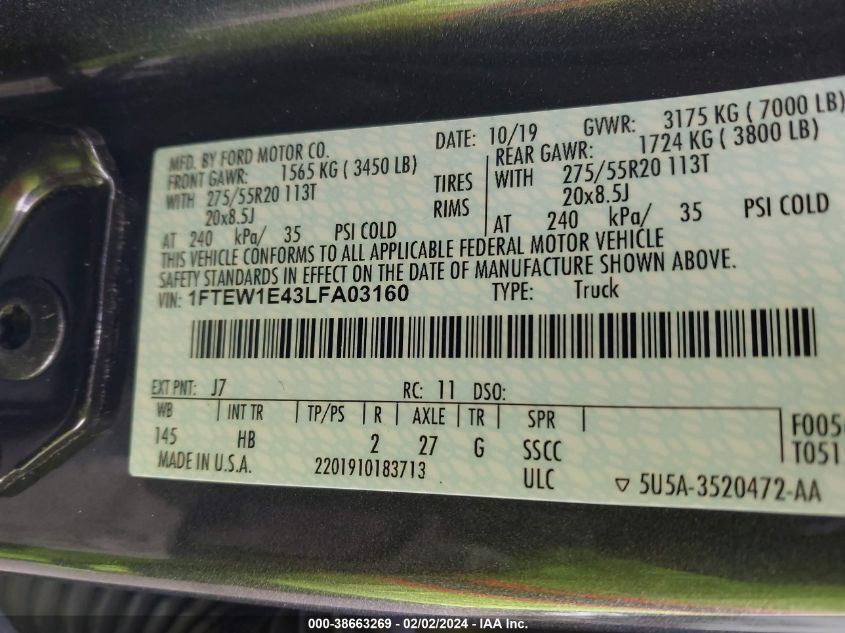 MFD. BY FORD MOTOR CO. DATE: 10/19 GVWR: 3175 KG ( 7000 LB)
FRONT GAWR: 1565 KG ( 3450 LB) REAR GAWR: 1724 KG ( 3800 LB)
WITH 275/55R20 113T TIRES WITH 275/55R20 113T
20x8.5J RIMS 20x8.5J
AT 240 kPa/ 35 PSI COLD AT 240 kPa/ 35 PSI COLD
THIS VEHICLE CONFORMS TO ALL APPLICABLE FEDERAL MOTOR VEHICLE
SAFETY STANDARDS IN EFFECT ON THE DATE OF MANUFACTURE SHOWN ABOVE.
VIN: 1FTEW1E43LFA03160 TYPE: Truck
EXT PNT: J7 RC: 11 DSO:
WB INT TR TP/PS R AXLE TR SPR
145 HB 2 27 G SSCC
ULC
F005
T051
MADE IN U.S.A. 2201910183713
▽ 5U5A-3520472-AA
000-38663269 - 02/02/2024 - IAA Inc.